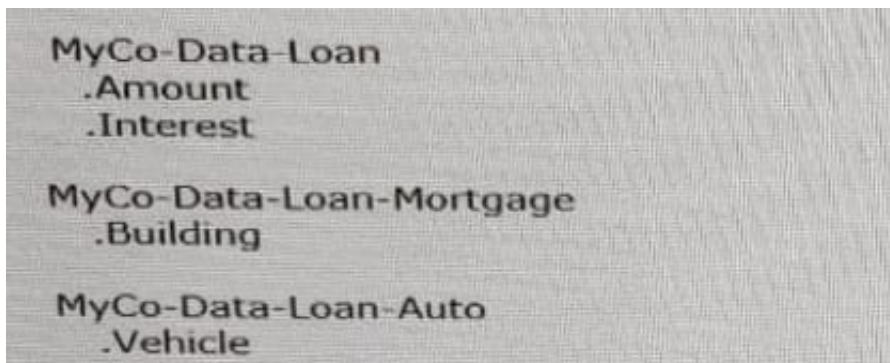 MyCo-Data-Loan
.Amount
.Interest
MyCo-Data-Loan-Mortgage
.Building
MyCo-Data-Loan-Auto
.Vehicle